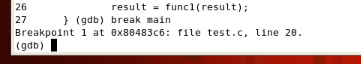 26 result = func1(result);
27 } (gdb) break main
Breakpoint 1 at 0x80483c6: file test.c, line 20.
(gdb)